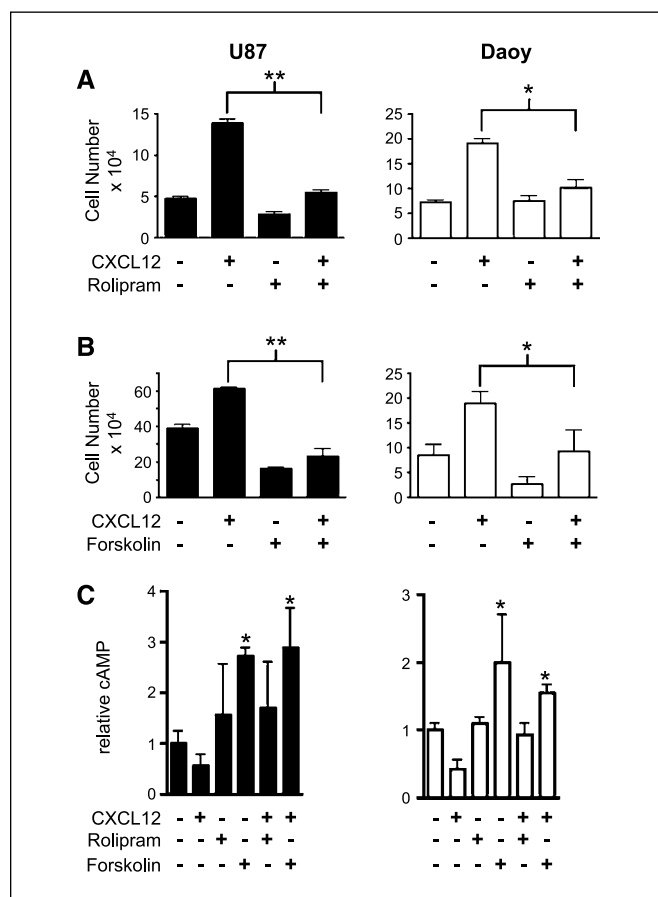 U87 Daoy
A
** *
Cell Number
x 10⁴
15
10
5
0
25
20
15
10
5
0
CXCL12 - + - + - + - +
Rolipram - - + + - - + +
B
** *
Cell Number
x 10⁴
60
40
20
0
25
20
15
10
5
0
CXCL12 - + - + - + - +
Forskolin - - + + - - + +
C
relative cAMP
4
3
2
1
0
* *
3
2
1
0
* *
CXCL12 - + - - + + - + - - + +
Rolipram - - + - + - - - + - + -
Forskolin - - - + - + - - - + - +